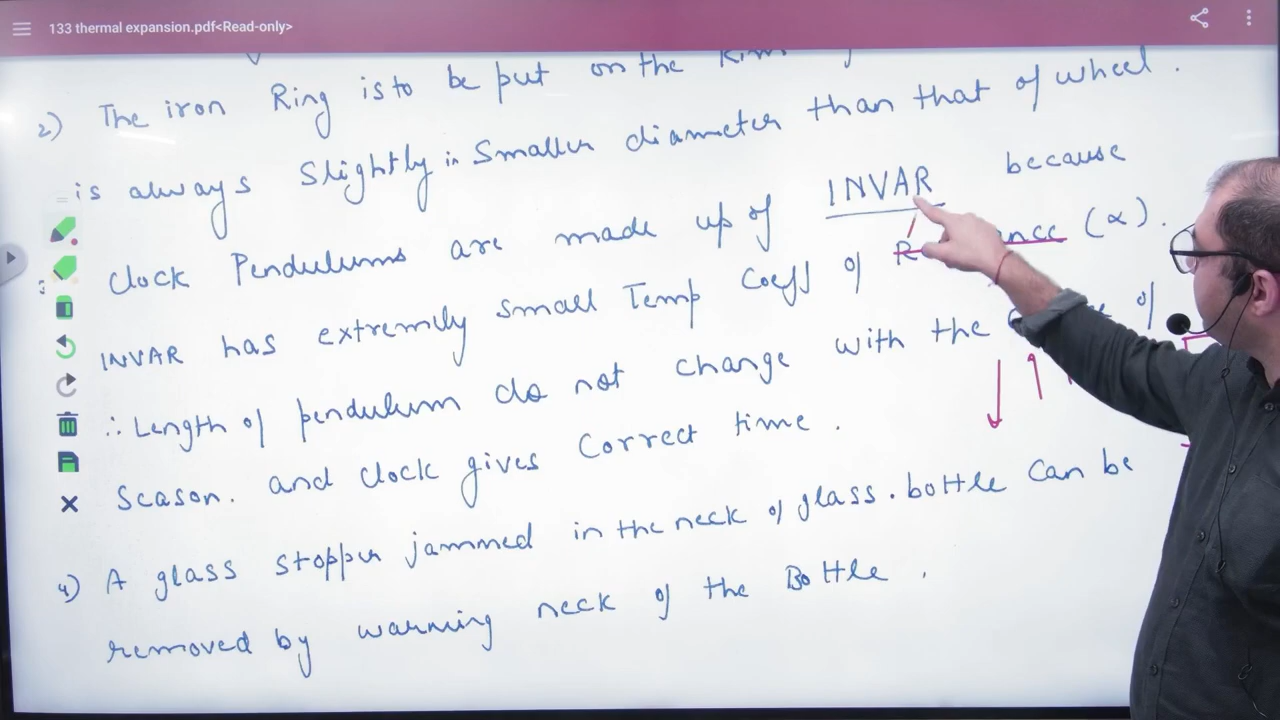 133 thermal expansion.pdf<Read-only>
2) The iron Ring is to be put on the Rim
is always slightly in smaller diameter than that of wheel.
Clock Pendulums are made up of INVAR because
INVAR has extremily small Temp Coeff of (α).
∴ Length of pendulum do not change with the of
Season. and clock gives Correct time.
4) A glass stopper jammed in the neck of glass. bottle Can be
removed by warming neck of the Bottle.